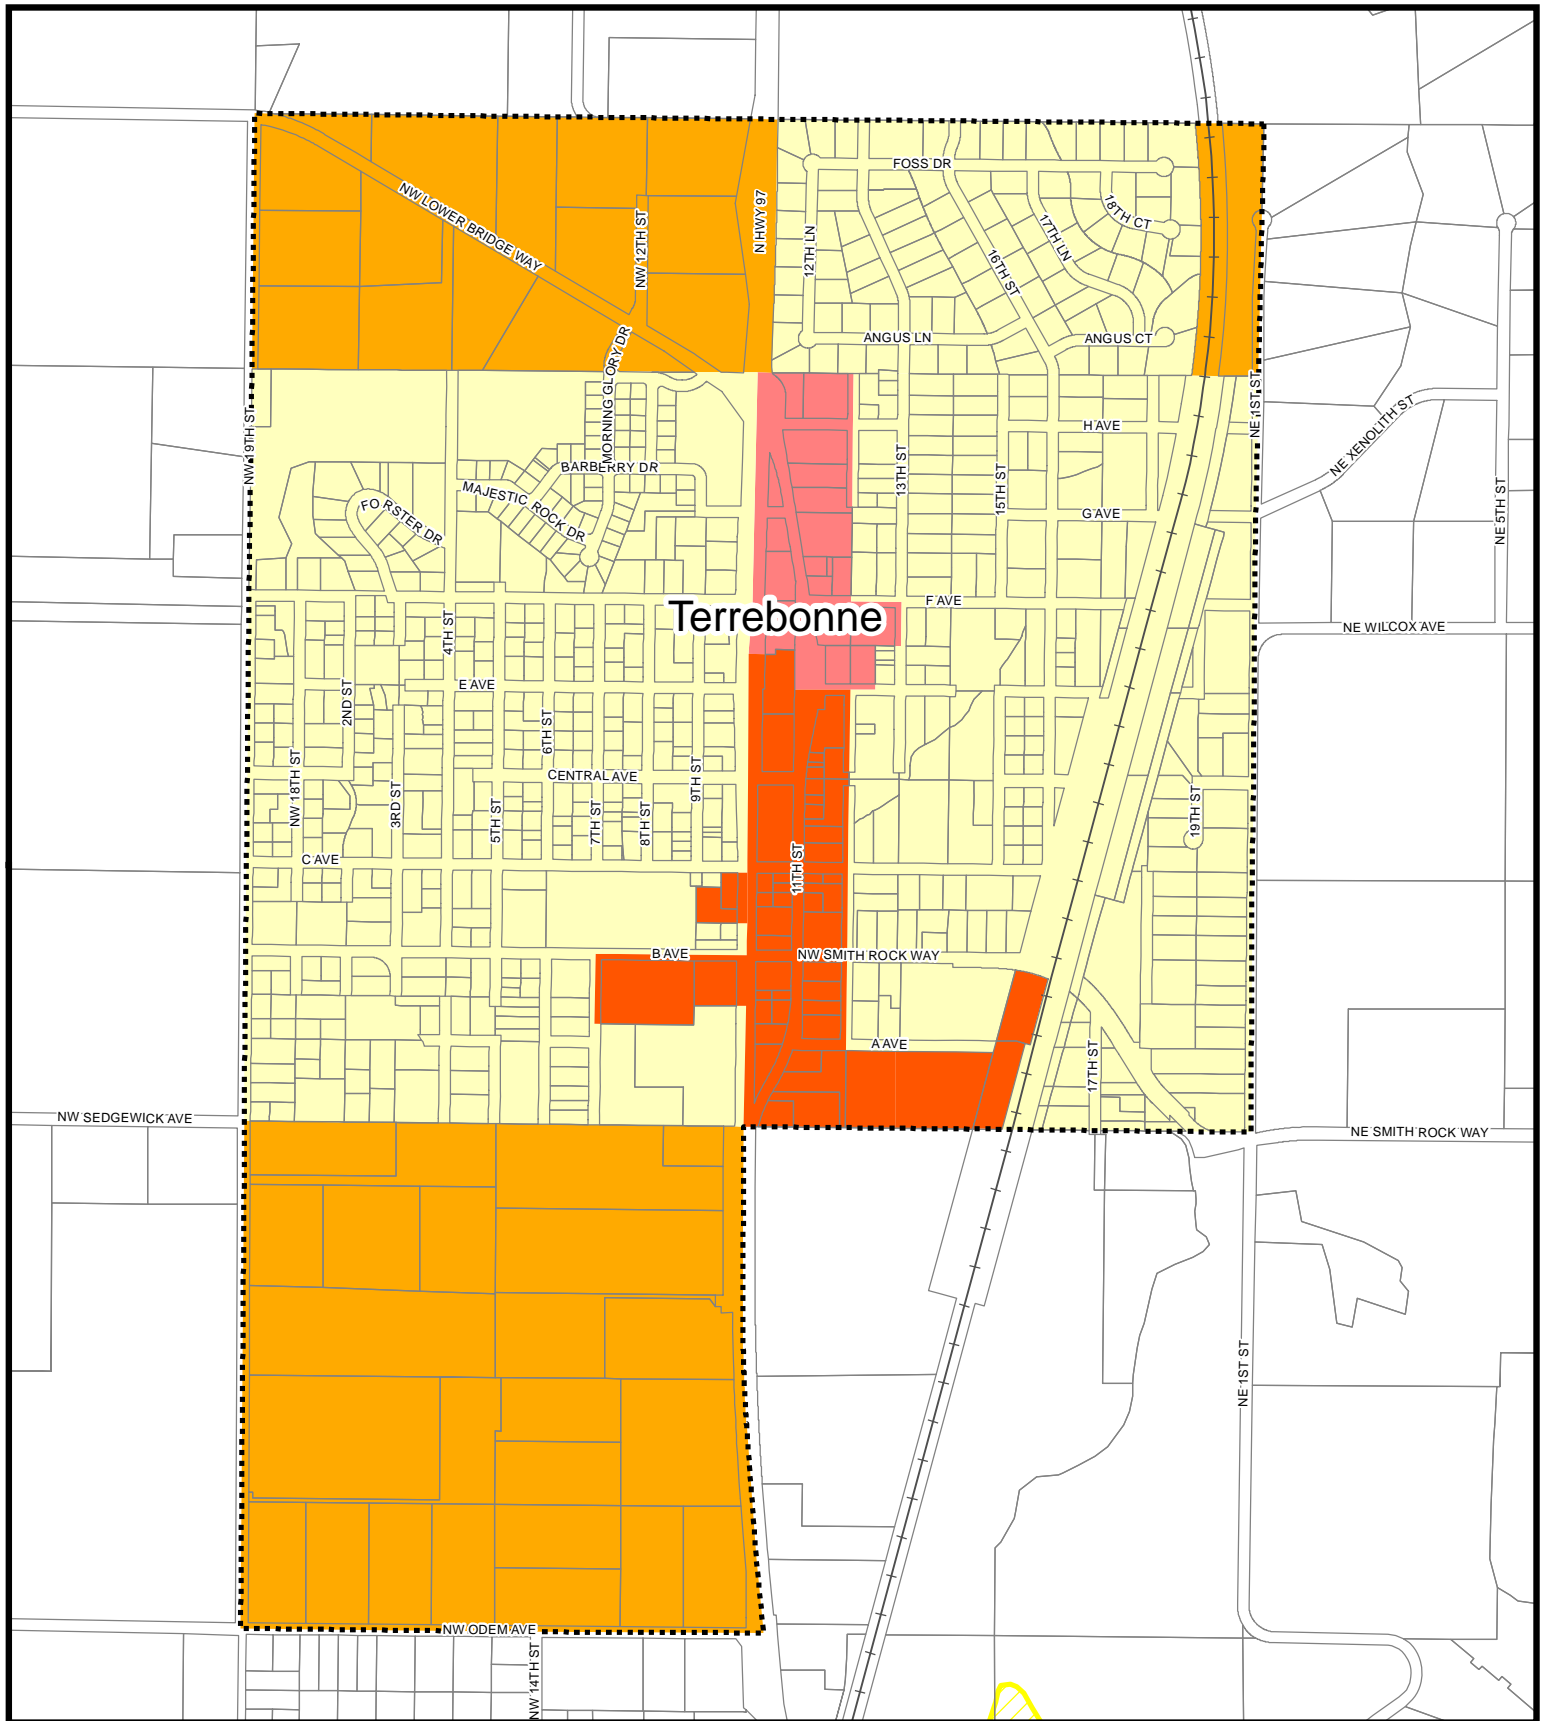 FOSS DR
NW LOWER BRIDGE WAY
NW 12TH ST
N HWY 97
12TH LN
16TH ST
17TH LN
18TH CT
ANGUS LN
ANGUS CT
MORNING GLORY DR
NW 19TH ST
NE 1ST ST
H AVE
NE XENOLITH ST
BARBERRY DR
13TH ST
15TH ST
MAJESTIC ROCK DR
FORSTER DR
G AVE
NE 5TH ST
F AVE
Terrebonne
4TH ST
NE WILCOX AVE
E AVE
2ND ST
6TH ST
CENTRAL AVE
9TH ST
NW 18TH ST
3RD ST
5TH ST
7TH ST
8TH ST
19TH ST
C AVE
11TH ST
B AVE
NW SMITH ROCK WAY
A AVE
17TH ST
NW SEDGEWICK AVE
NE SMITH ROCK WAY
NE 1ST ST
NW ODEM AVE
NW 14TH ST